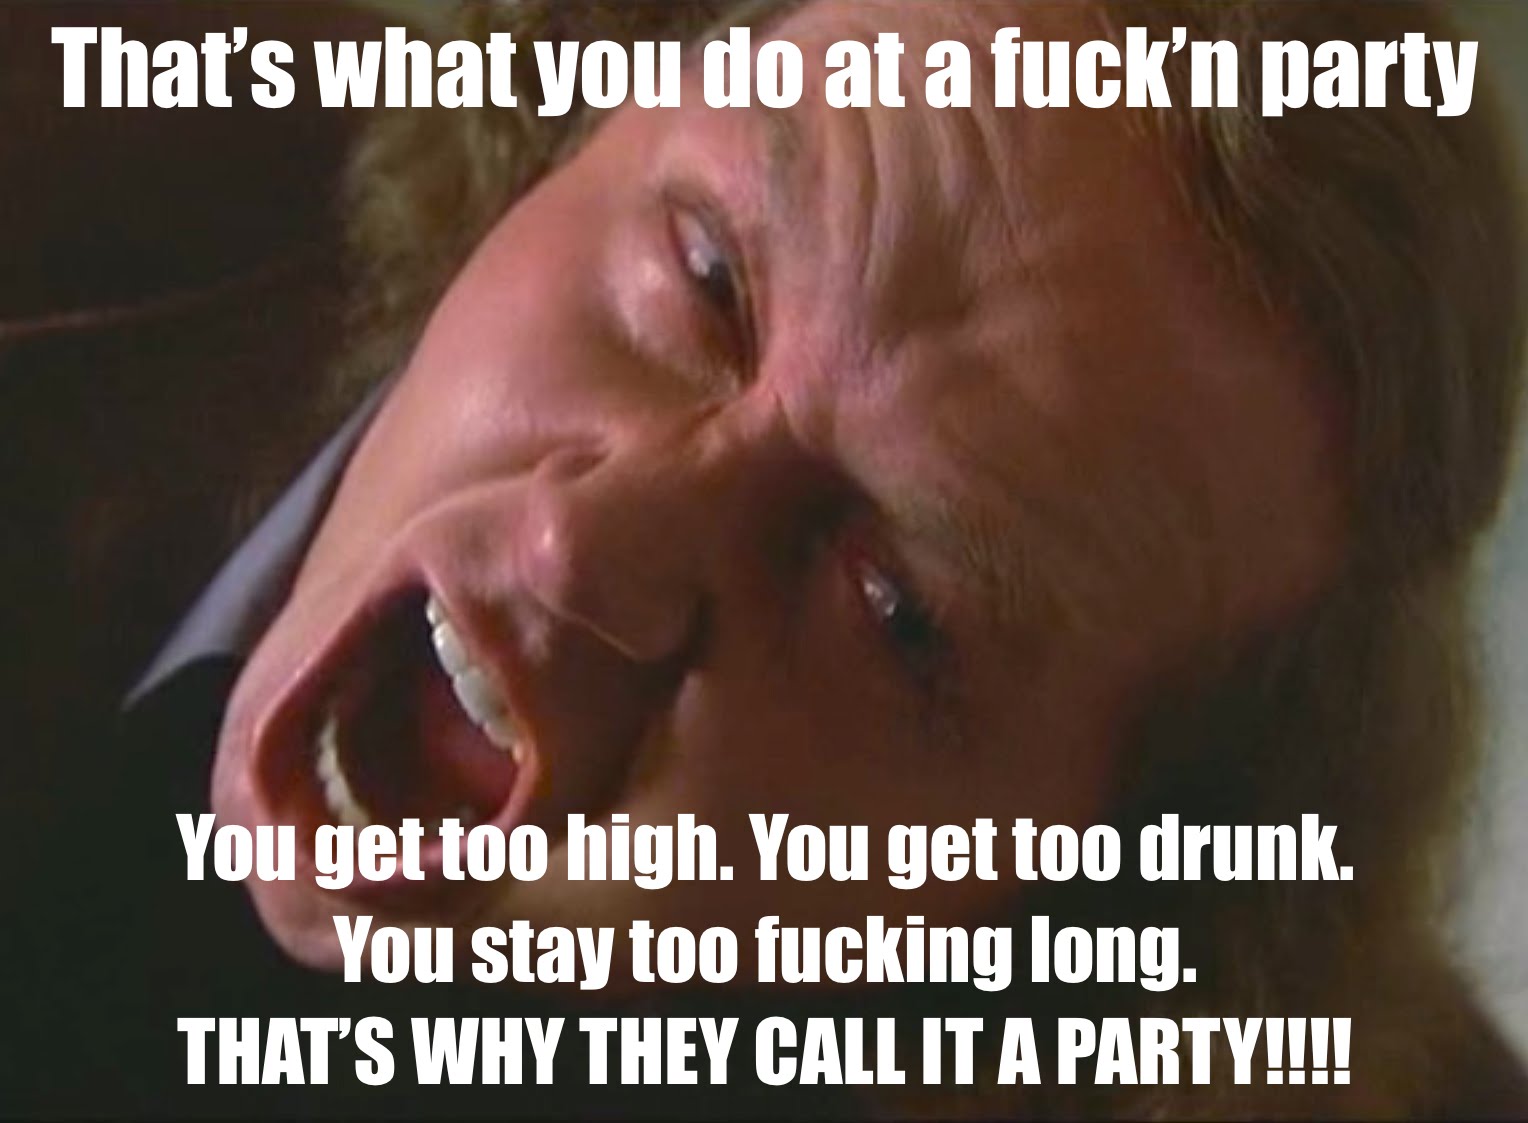 That’s what you do at a fuck’n party
You get too high. You get too drunk.
You stay too fucking long.
THAT’S WHY THEY CALL IT A PARTY!!!!